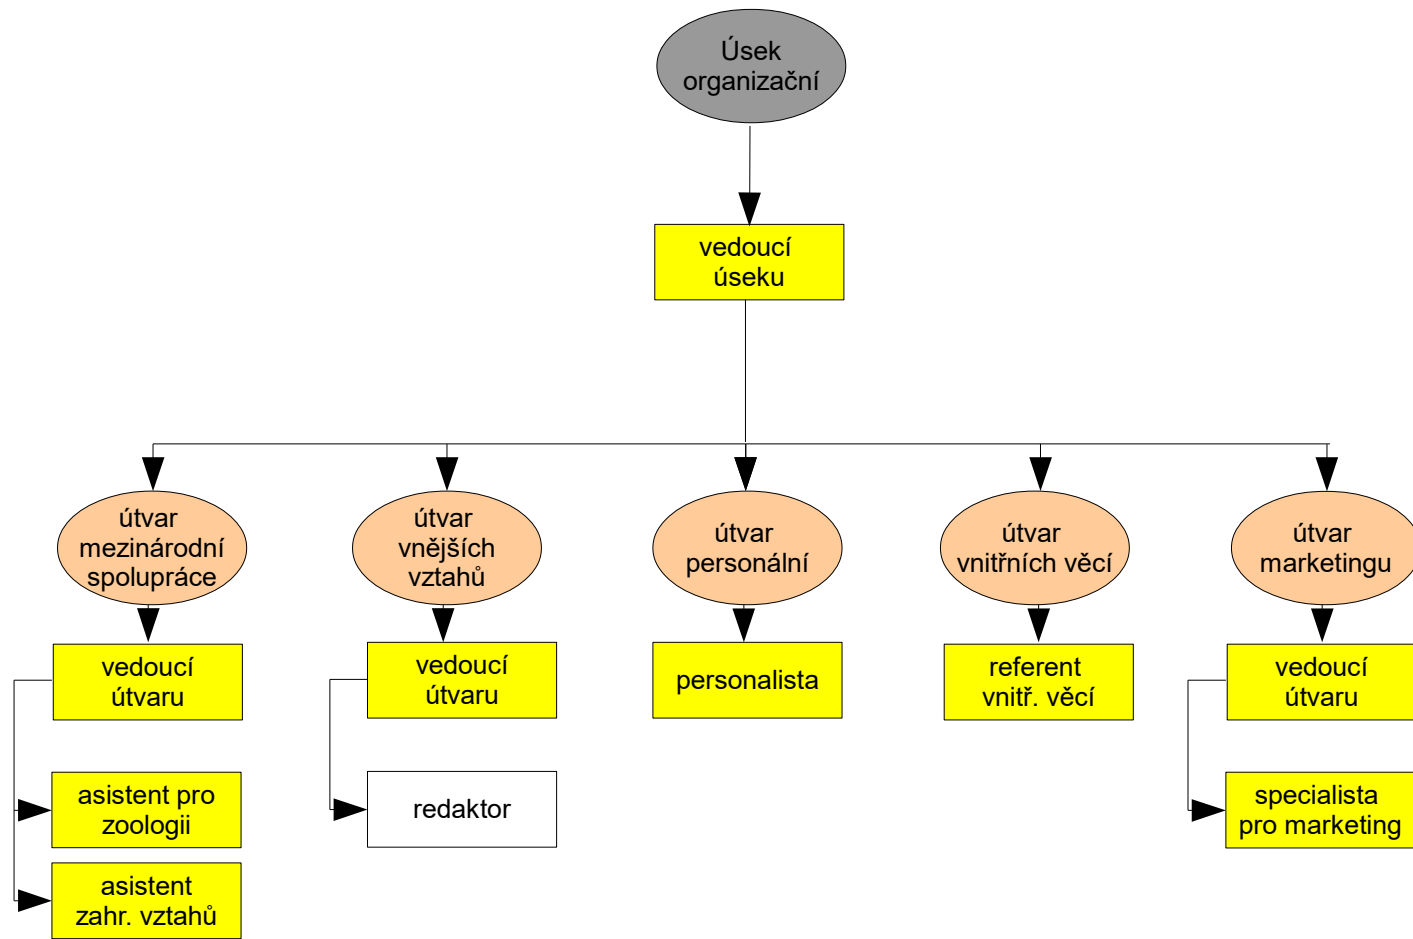 Úsek
organizační
vedoucí
úseku
útvar
mezinárodní
spolupráce
útvar
vnějších
vztahů
útvar
personální
útvar
vnitřních věcí
útvar
marketingu
vedoucí
útvaru
vedoucí
útvaru
personalista
referent
vnitř. věcí
vedoucí
útvaru
asistent pro
zoologii
redaktor
specialista
pro marketing
asistent
zahr. vztahů